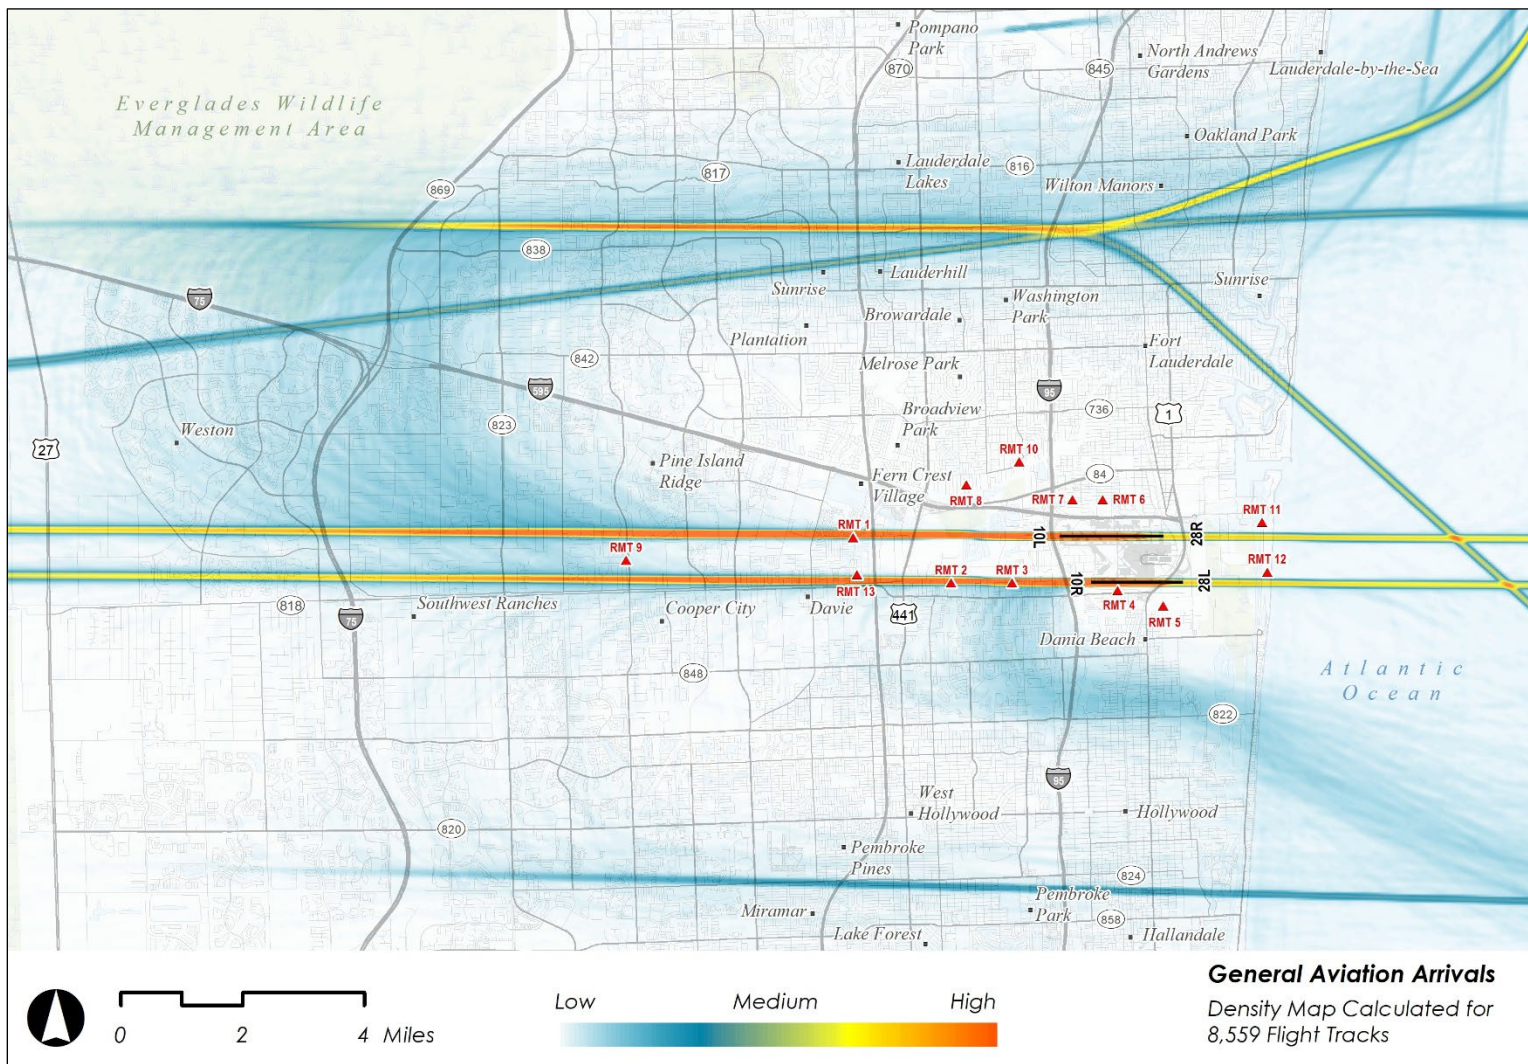 Pompano
Park
870
845
North Andrews
Gardens
Lauderdale-by-the-Sea
Everglades Wildlife
Management Area
Oakland Park
Lauderdale
Lakes
816
817
869
Wilton Manors
838
Sunrise
Lauderhill
Sunrise
75
Washington
Park
Browardale
Plantation
Fort
Lauderdale
842
Melrose Park
595
95
736
1
823
Broadview
Park
Weston
27
Pine Island
Ridge
RMT 10
84
Fern Crest
Village
RMT 8
RMT 7
RMT 6
RMT 11
RMT 1
10L
28R
RMT 9
RMT 12
RMT 2
RMT 3
10R
28L
RMT 13
RMT 4
818
Southwest Ranches
Cooper City
Davie
441
RMT 5
75
Dania Beach
848
Atlantic
Ocean
822
95
West
Hollywood
Hollywood
820
Pembroke
Pines
824
Miramar
Pembroke
Park
858
Lake Forest
Hallandale
General Aviation Arrivals
Low Medium High
Density Map Calculated for
8,559 Flight Tracks
0 2 4 Miles